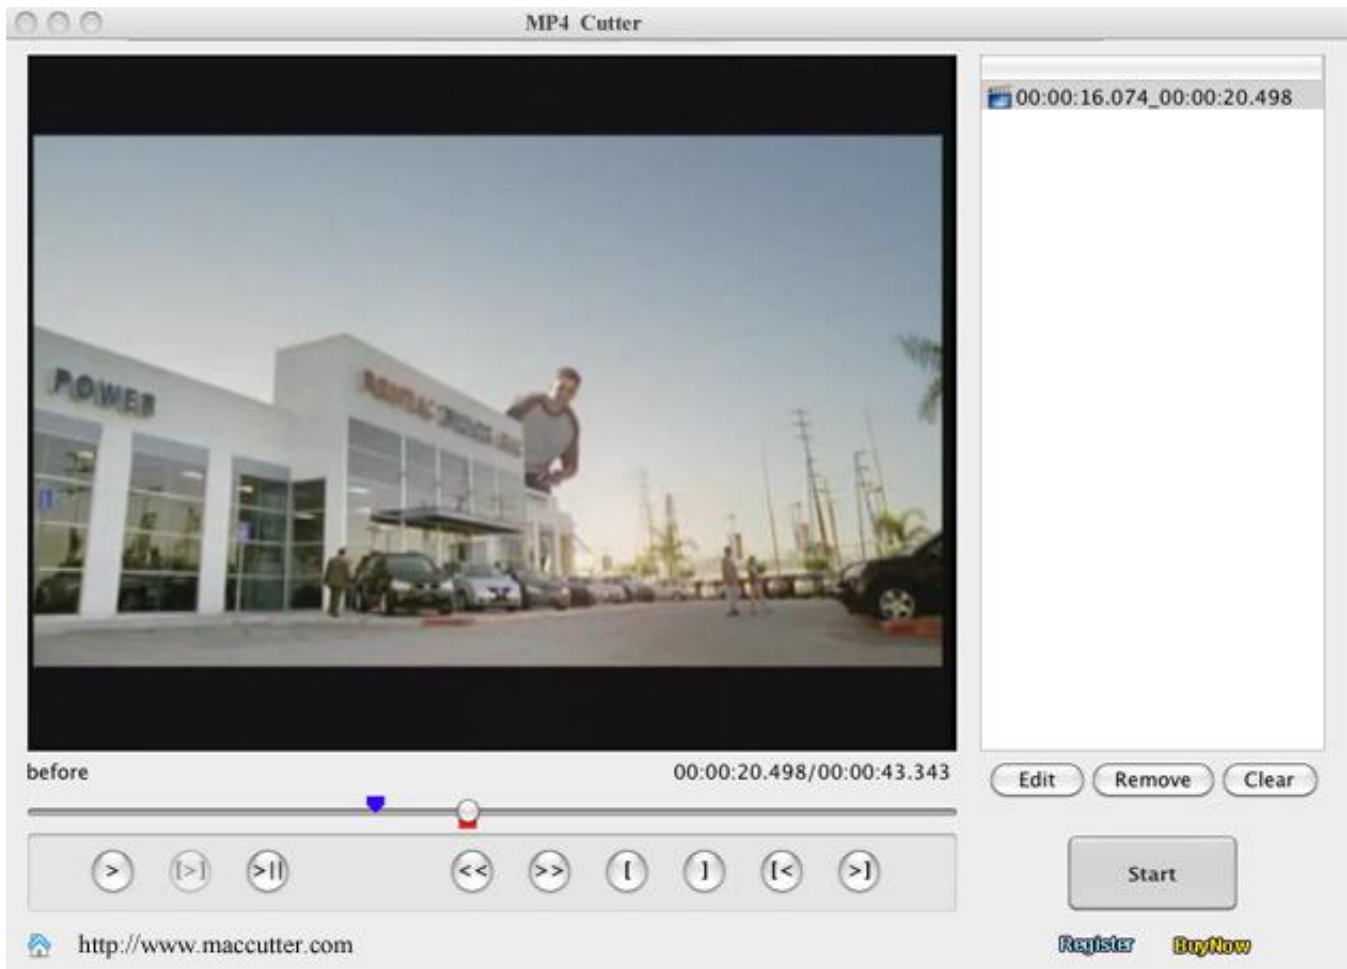 MP4 Cutter
00:00:16.074_00:00:20.498
POWER
before
00:00:20.498/00:00:43.343
Edit Remove Clear
> [>] >|| << >> [ ] [< >]
Start
http://www.maccutter.com
Register BuyNow